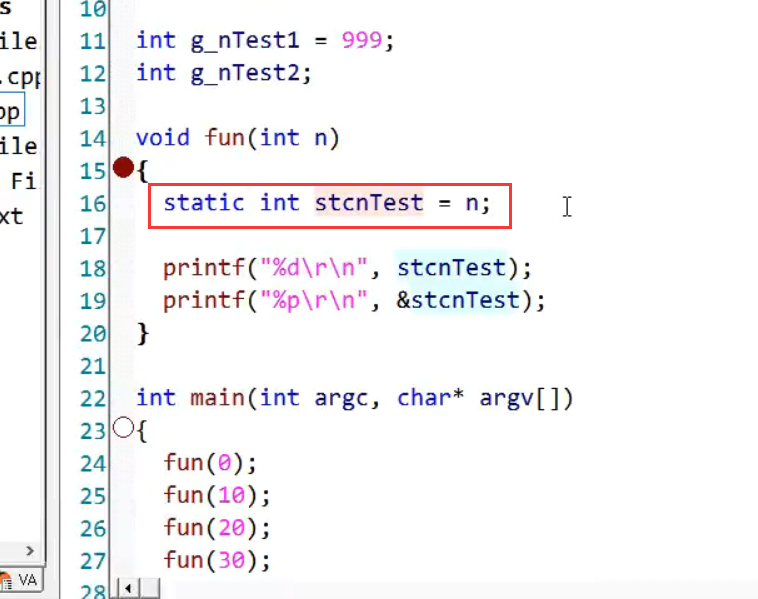 s
ile
.cpp
pp
ile
Fi
xt
VA
10
11 int g_nTest1 = 999;
12 int g_nTest2;
13
14 void fun(int n)
15 {
16 static int stcnTest = n;
17
18 printf("%d\r\n", stcnTest);
19 printf("%p\r\n", &stcnTest);
20 }
21
22 int main(int argc, char* argv[])
23 {
24 fun(0);
25 fun(10);
26 fun(20);
27 fun(30);
28